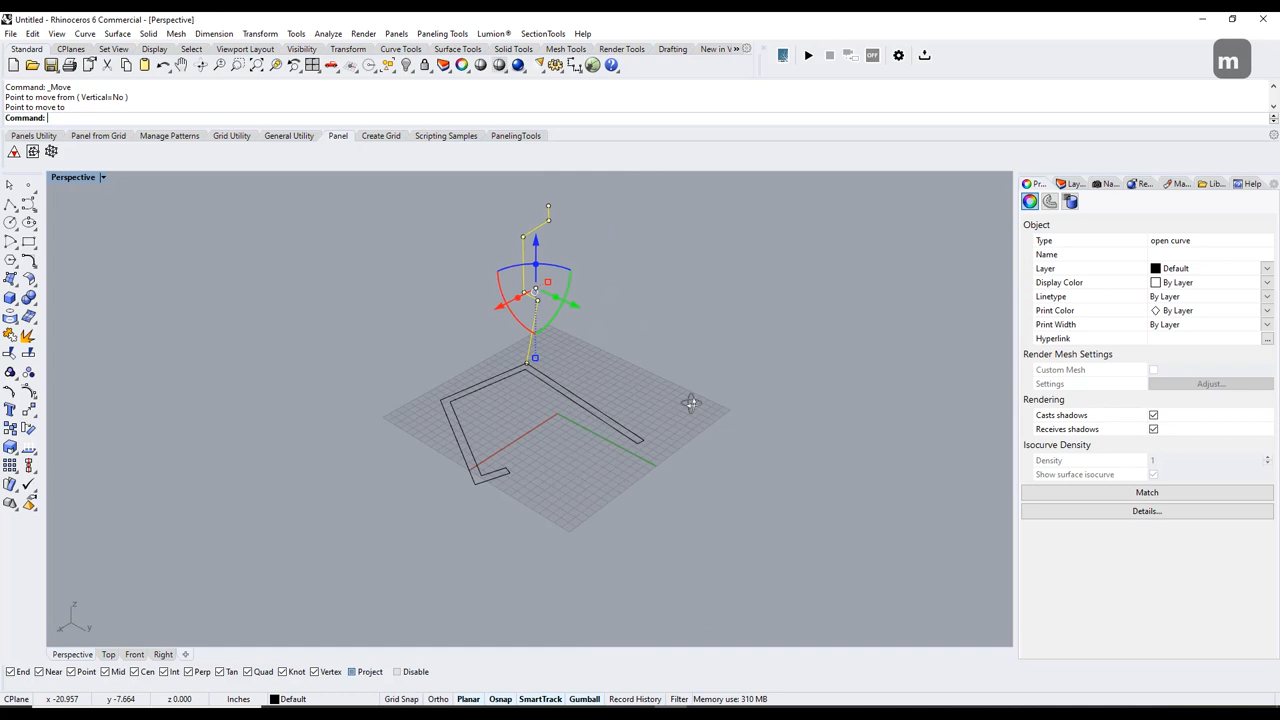 Untitled - Rhinoceros 6 Commercial - [Perspective]
File Edit View Curve Surface Solid Mesh Dimension Transform Tools Analyze Render Panels Paneling Tools Lumion® SectionTools Help
Standard CPlanes Set View Display Select Viewport Layout Visibility Transform Curve Tools Surface Tools Solid Tools Mesh Tools Render Tools Drafting New in V »
OFF
m
Command: _Move
Point to move from ( Vertical=No )
Point to move to
Command:
Panels Utility Panel from Grid Manage Patterns Grid Utility General Utility Panel Create Grid Scripting Samples PanelingTools
Perspective
Pr... Lay... Na... Re... Ma... Lib... Help
Object
Type open curve
Name
Layer Default
Display Color By Layer
Linetype By Layer
Print Color By Layer
Print Width By Layer
Hyperlink ...
Render Mesh Settings
Custom Mesh
Settings Adjust...
Rendering
Casts shadows
Receives shadows
Isocurve Density
Density 1
Show surface isocurve
Match
Details...
z
x y
Perspective Top Front Right
End Near Point Mid Cen Int Perp Tan Quad Knot Vertex Project Disable
CPlane x -20.957 y -7.664 z 0.000 Inches Default Grid Snap Ortho Planar Osnap SmartTrack Gumball Record History Filter Memory use: 310 MB